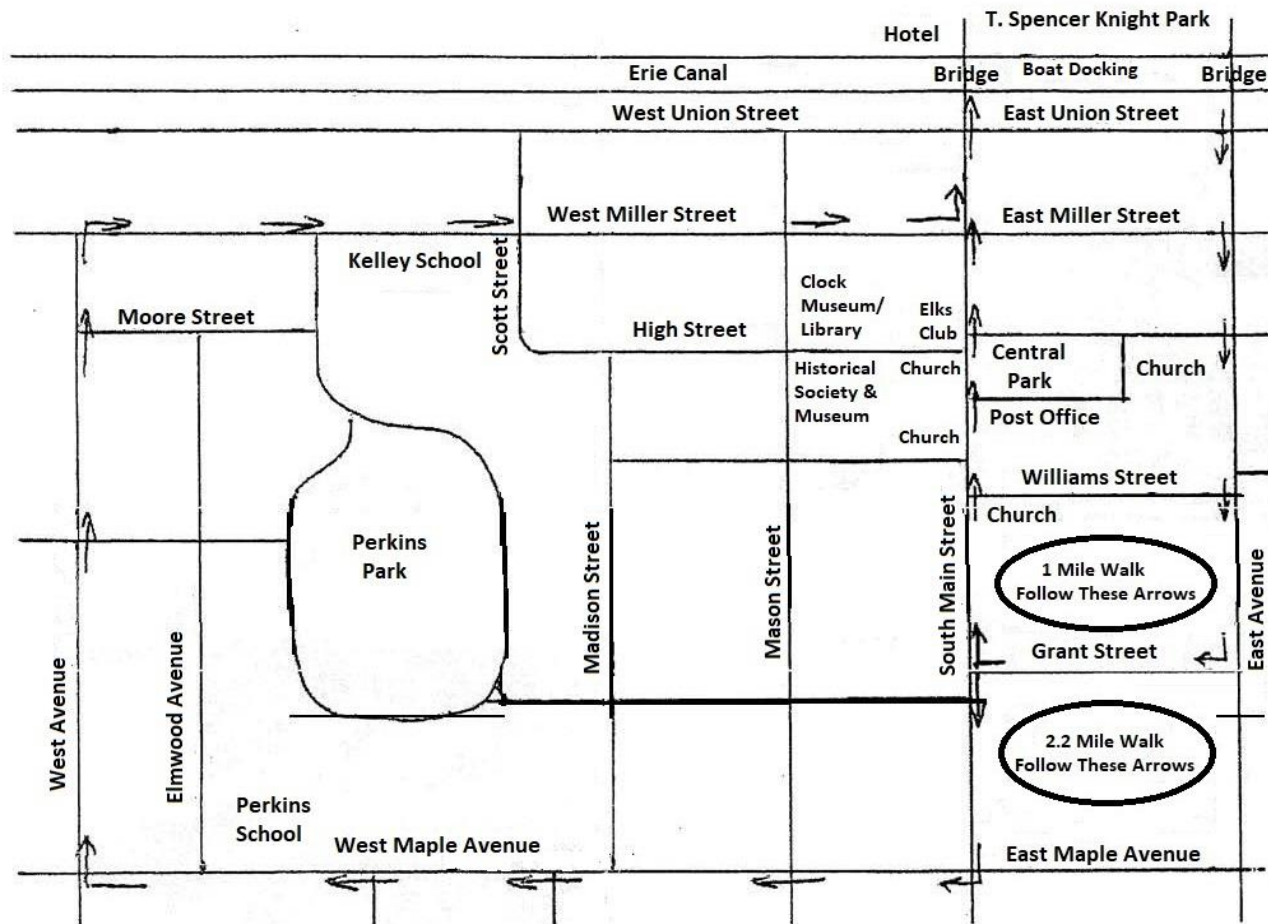 T. Spencer Knight Park
Hotel
Erie Canal
Bridge
Boat Docking
Bridge
West Union Street
East Union Street
West Miller Street
East Miller Street
Kelley School
Scott Street
Moore Street
High Street
Clock
Museum/
Library
Elks
Club
Central
Park
Church
Historical
Society &
Museum
Church
Post Office
Church
Williams Street
Church
Perkins
Park
Madison Street
Mason Street
South Main Street
1 Mile Walk
Follow These Arrows
East Avenue
Grant Street
West Avenue
Elmwood Avenue
2.2 Mile Walk
Follow These Arrows
Perkins
School
West Maple Avenue
East Maple Avenue